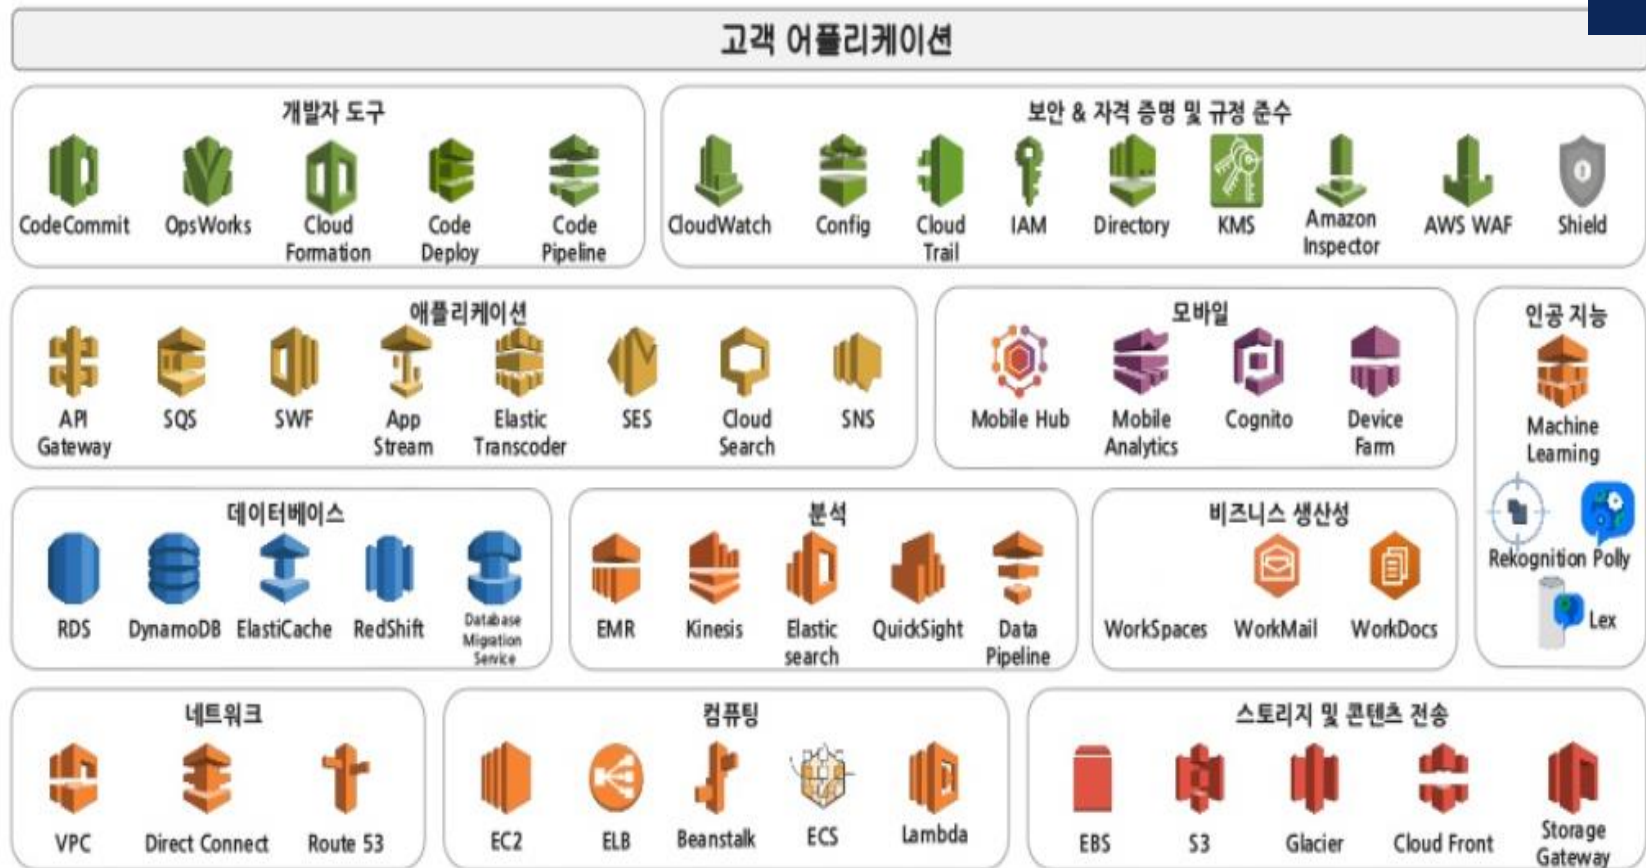 고객 어플리케이션
개발자 도구
CodeCommit
OpsWorks
Cloud
Formation
Code
Deploy
Code
Pipeline
보안 & 자격 증명 및 규정 준수
CloudWatch
Config
Cloud
Trail
IAM
Directory
KMS
Amazon
Inspector
AWS WAF
Shield
애플리케이션
API
Gateway
SQS
SWF
App
Stream
Elastic
Transcoder
SES
Cloud
Search
SNS
모바일
Mobile Hub
Mobile
Analytics
Cognito
Device
Farm
인공 지능
Machine
Learning
Rekognition Polly
Lex
데이터베이스
RDS
DynamoDB
ElastiCache
RedShift
Database
Migration
Service
분석
EMR
Kinesis
Elastic
search
QuickSight
Data
Pipeline
비즈니스 생산성
WorkSpaces
WorkMail
WorkDocs
네트워크
VPC
Direct Connect
Route 53
컴퓨팅
EC2
ELB
Beanstalk
ECS
Lambda
스토리지 및 콘텐츠 전송
EBS
S3
Glacier
Cloud Front
Storage
Gateway